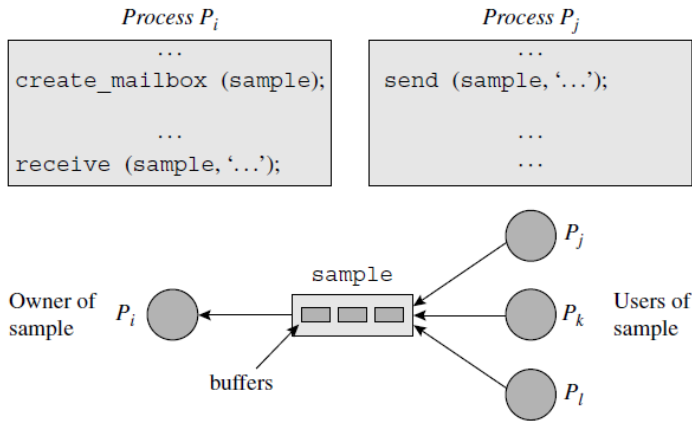 Process Pi
...
create_mailbox (sample);
...
receive (sample, ‘...’);
Process Pj
...
send (sample, ‘...’);
...
...
Owner of
sample
Pi
sample
buffers
Pj
Pk
Pl
Users of
sample